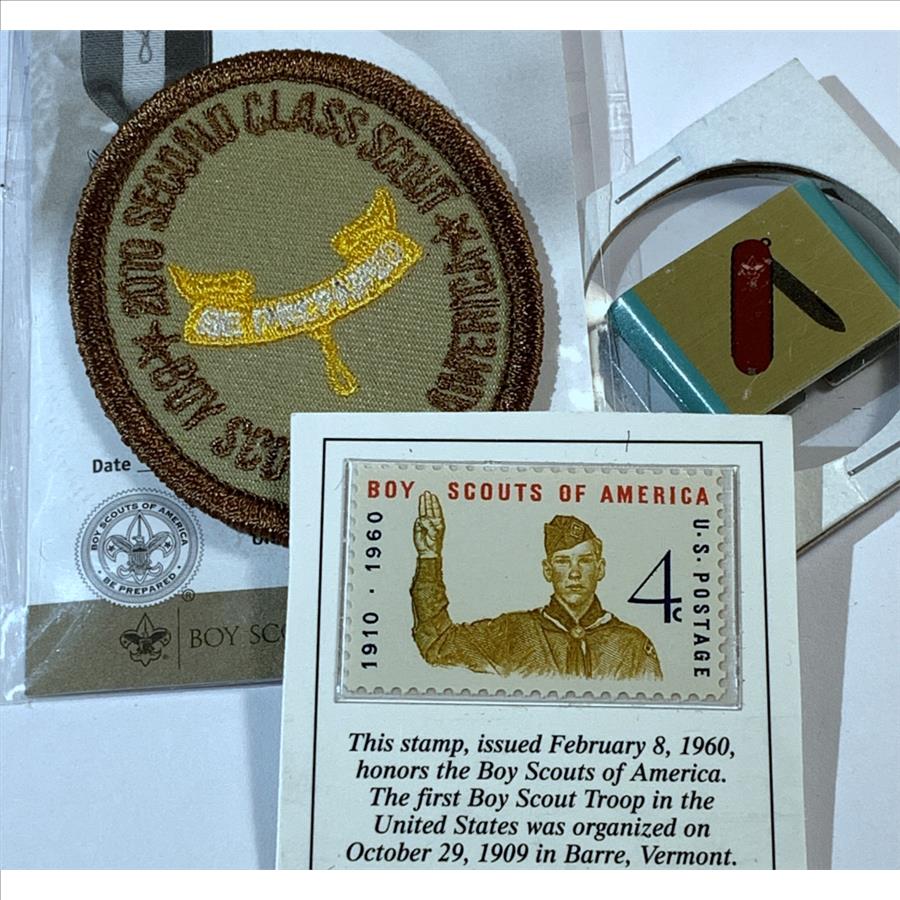 2010 SECOND CLASS SCOUT
BE PREPARED
BOY SCO
Date
BOY SCOUTS OF AMERICA
BE PREPARED
®
BOY SC
BOY SCOUTS OF AMERICA
1910 · 1960
4c
U.S. POSTAGE
This stamp, issued February 8, 1960,
honors the Boy Scouts of America.
The first Boy Scout Troop in the
United States was organized on
October 29, 1909 in Barre, Vermont.